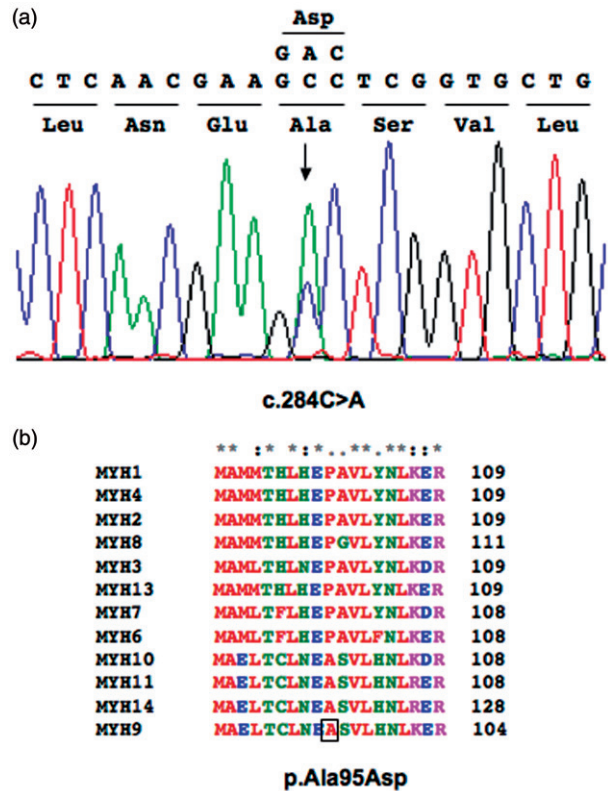 (a)
Asp
G A C
C T C A A C G A A G C C T C G G T G C T G
Leu Asn Glu Ala Ser Val Leu
c.284C>A
(b)
** :* *:*..**.**::*
MYH1 MAMMTHLHEPAVLYNLKER 109
MYH4 MAMMTHLHEPAVLYNLKER 109
MYH2 MAMMTHLHEPAVLYNLKER 109
MYH8 MAMMTHLHEPGVLYNLKER 111
MYH3 MAMLTHLNEPAVLYNLKDR 109
MYH13 MAMMTHLHEPAVLYNLKER 109
MYH7 MAMLTFLHEPAVLYNLKDR 108
MYH6 MAMLTFLHEPAVLFNLKDR 108
MYH10 MAELTCLNEASVLHNLKDR 108
MYH11 MAELTCLNEASVLHNLRER 108
MYH14 MAELTCLNEASVLHNLRER 128
MYH9 MAELTCLNEASVLHNLKER 104
p.Ala95Asp